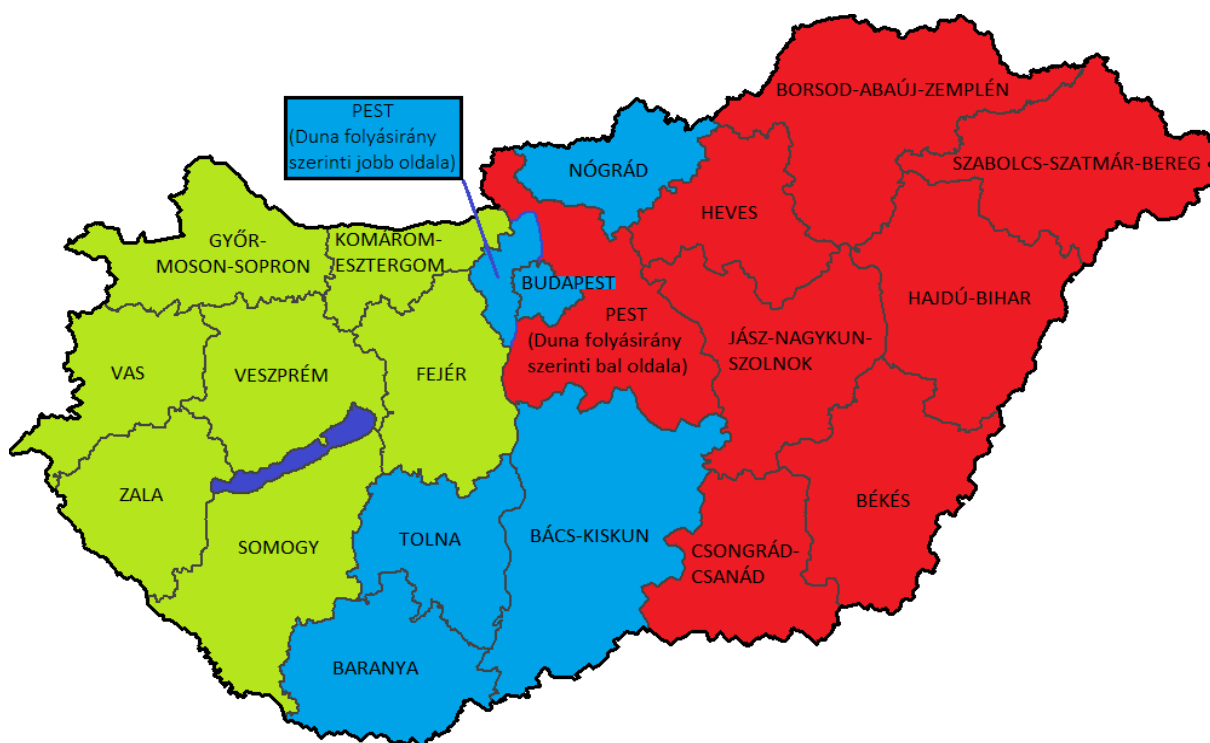 PEST
(Duna folyásirány
szerinti jobb oldala)
BORSOD-ABAÚJ-ZEMPLÉN
SZABOLCS-SZATMÁR-BEREG
NÓGRÁD
HEVES
GYŐR-
MOSON-SOPRON
KOMÁROM-
ESZTERGOM
BUDAPEST
HAJDÚ-BIHAR
PEST
(Duna folyásirány
szerinti bal oldala)
JÁSZ-NAGYKUN-
SZOLNOK
VAS
VESZPRÉM
FEJÉR
ZALA
SOMOGY
TOLNA
BÁCS-KISKUN
BÉKÉS
CSONGRÁD-
CSANÁD
BARANYA